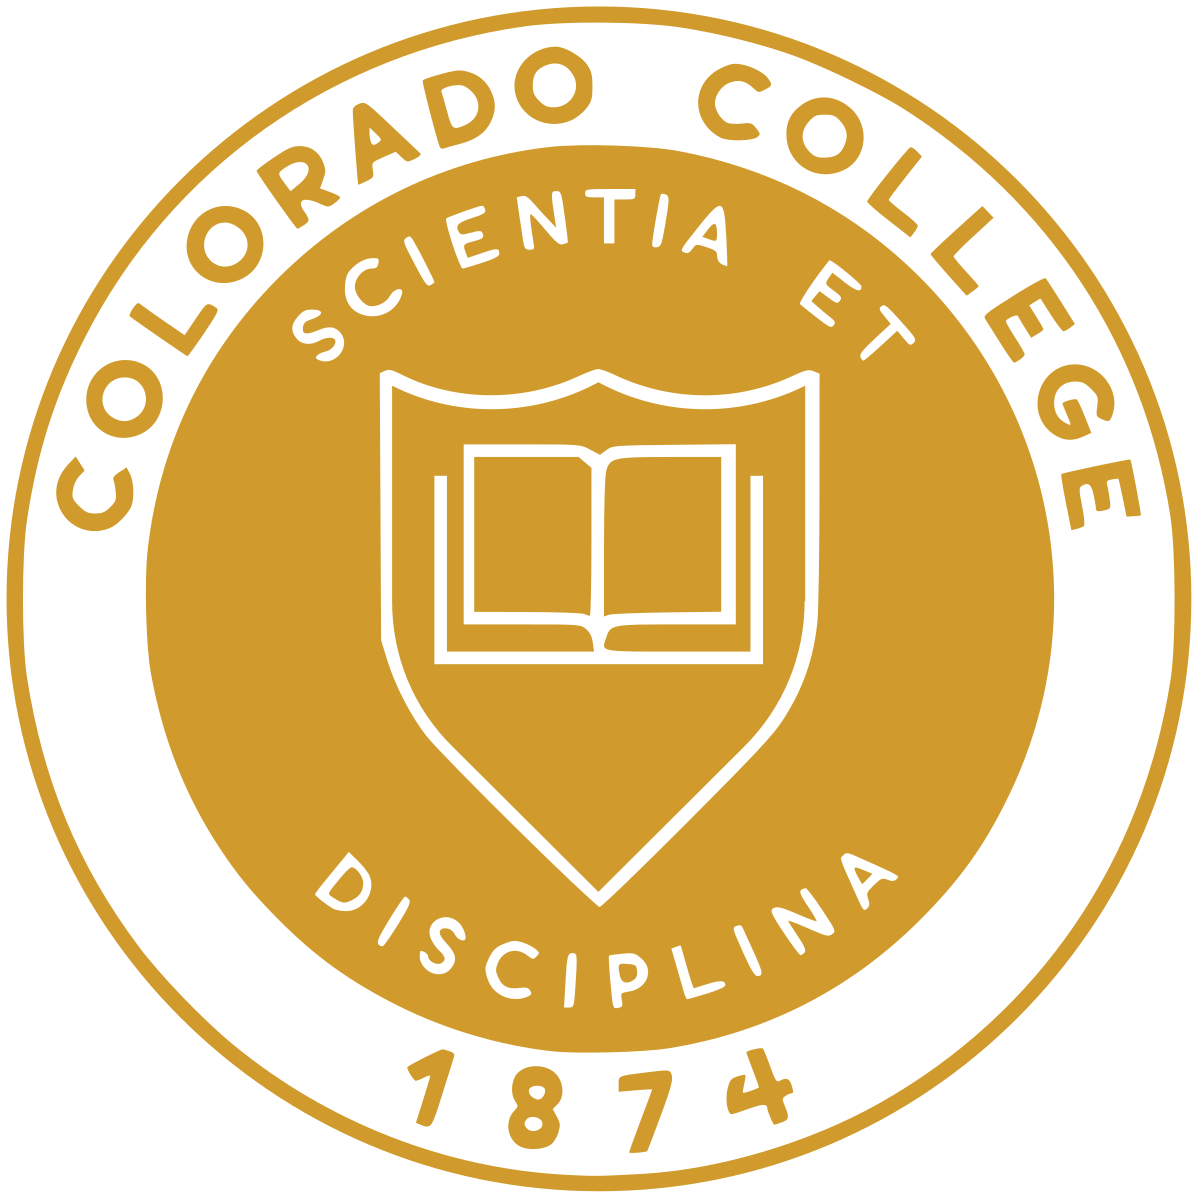 COLORADO COLLEGE
SCIENTIA ET
DISCIPLINA
1874